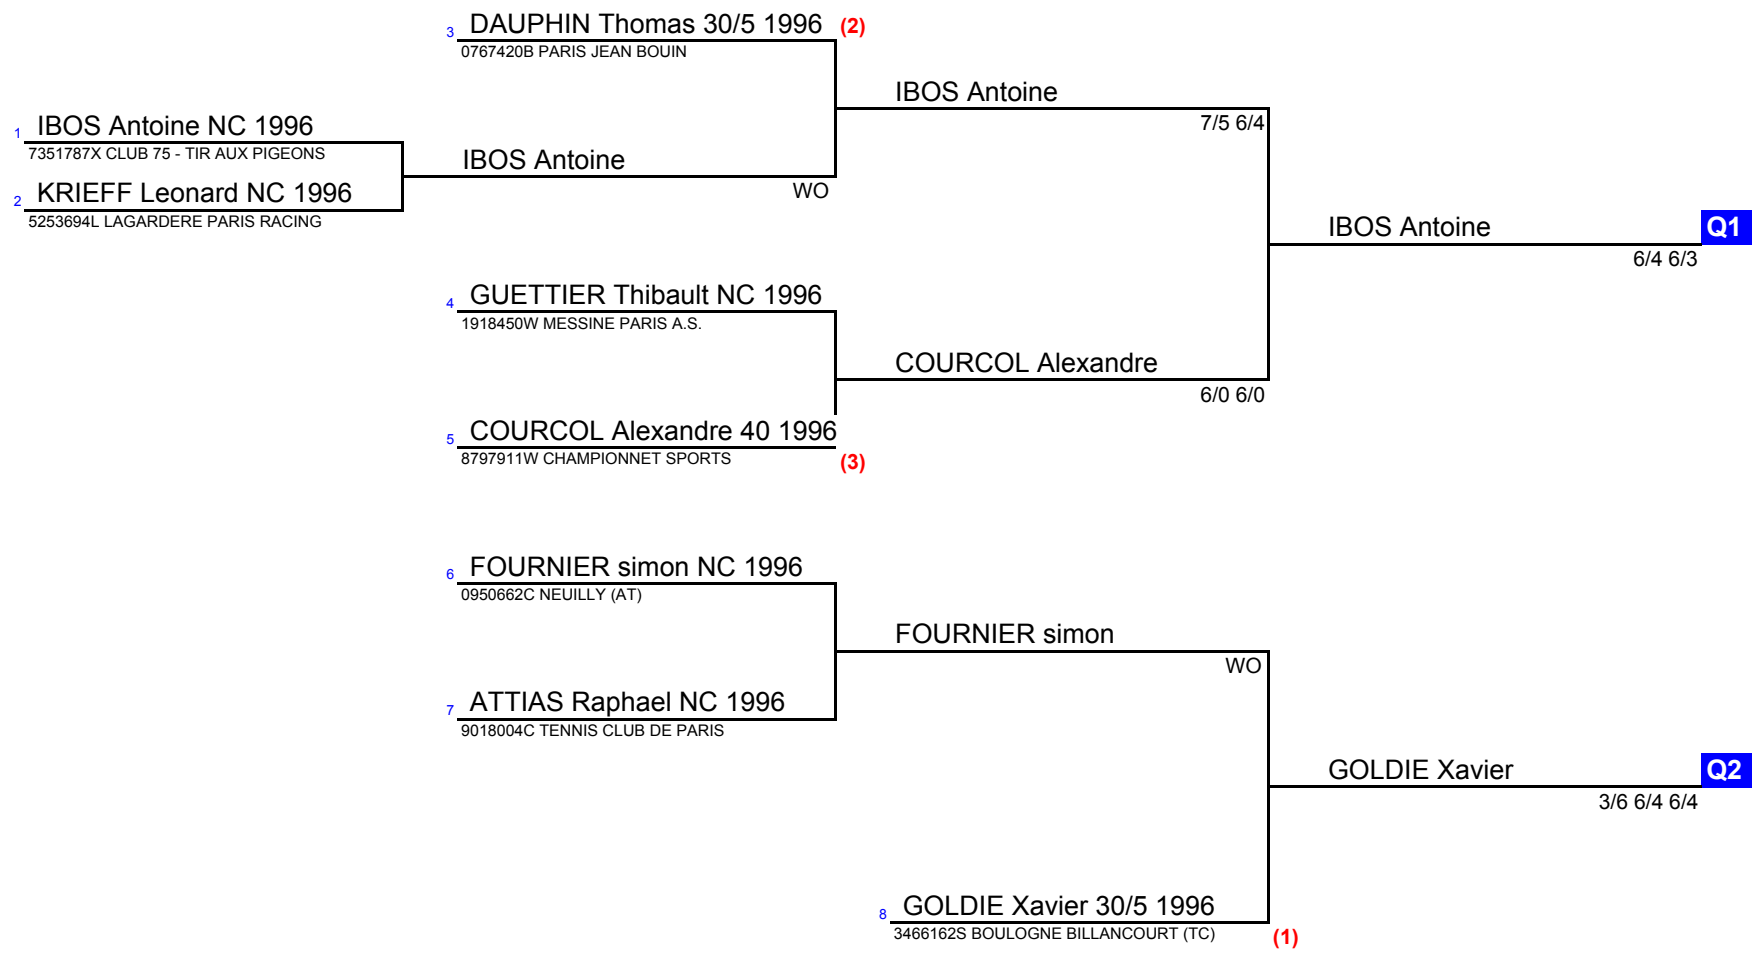 3 DAUPHIN Thomas 30/5 1996 (2)
0767420B PARIS JEAN BOUIN
IBOS Antoine
7/5 6/4
1 IBOS Antoine NC 1996
7351787X CLUB 75 - TIR AUX PIGEONS
IBOS Antoine
WO
2 KRIEFF Leonard NC 1996
5253694L LAGARDERE PARIS RACING
IBOS Antoine Q1
6/4 6/3
4 GUETTIER Thibault NC 1996
1918450W MESSINE PARIS A.S.
COURCOL Alexandre
6/0 6/0
5 COURCOL Alexandre 40 1996
8797911W CHAMPIONNET SPORTS (3)
6 FOURNIER simon NC 1996
0950662C NEUILLY (AT)
FOURNIER simon
WO
7 ATTIAS Raphael NC 1996
9018004C TENNIS CLUB DE PARIS
GOLDIE Xavier Q2
3/6 6/4 6/4
8 GOLDIE Xavier 30/5 1996
3466162S BOULOGNE BILLANCOURT (TC) (1)